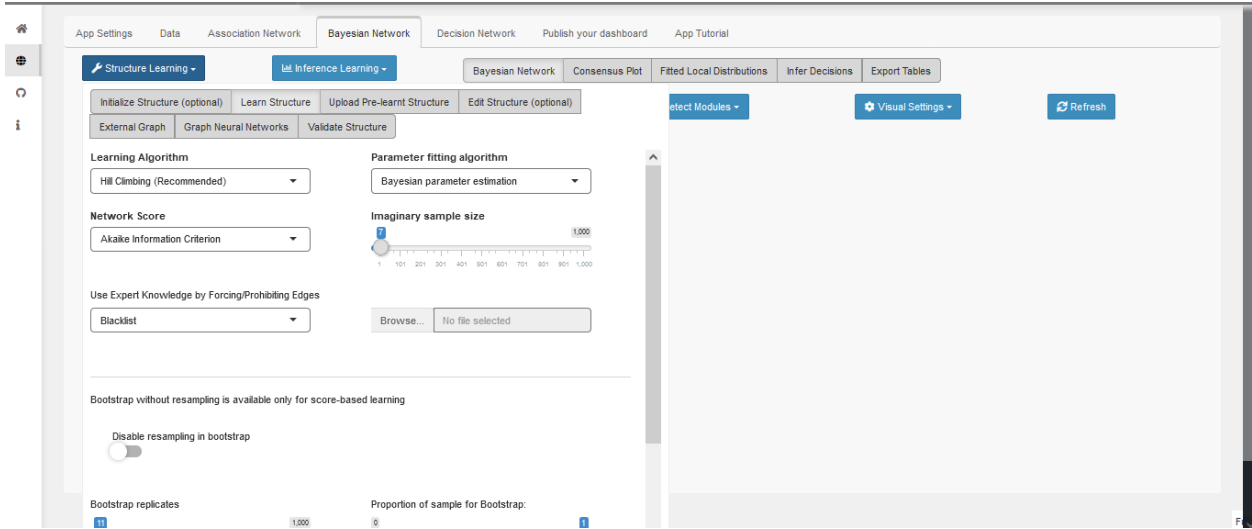 App Settings Data Association Network Bayesian Network Decision Network Publish your dashboard App Tutorial
Structure Learning Inference Learning Bayesian Network Consensus Plot Fitted Local Distributions Infer Decisions Export Tables
Initialize Structure (optional) Learn Structure Upload Pre-learnt Structure Edit Structure (optional) etect Modules Visual Settings Refresh
External Graph Graph Neural Networks Validate Structure
Learning Algorithm Parameter fitting algorithm
Hill Climbing (Recommended) Bayesian parameter estimation
Network Score Imaginary sample size
Akaike Information Criterion 7 1,000
1 101 201 301 401 501 601 701 801 901 1,000
Use Expert Knowledge by Forcing/Prohibiting Edges
Blacklist Browse... No file selected
Bootstrap without resampling is available only for score-based learning
Disable resampling in bootstrap
Bootstrap replicates Proportion of sample for Bootstrap:
11 1,000 0 1